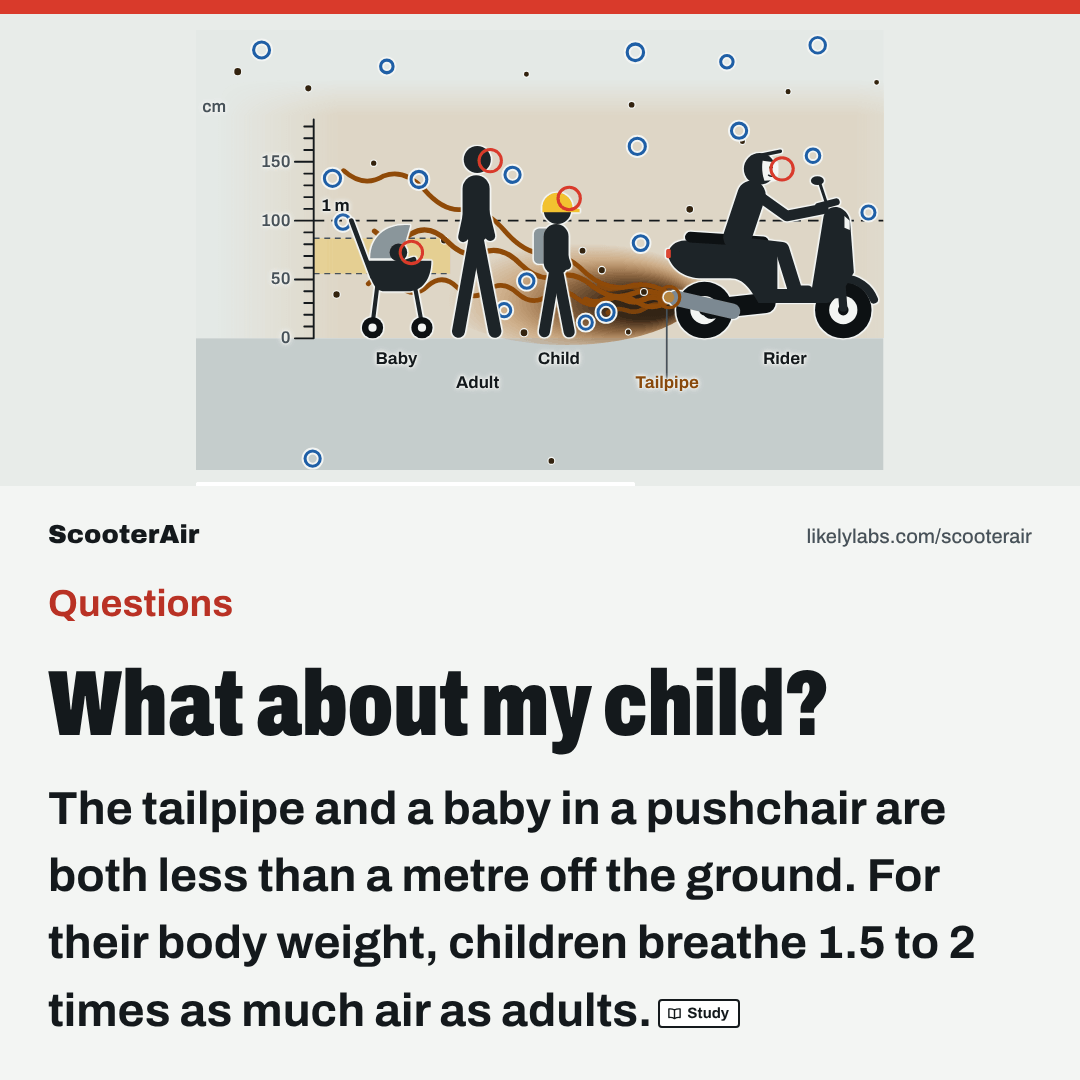 cm
150
1 m
100
50
0
Baby
Child
Rider
Adult
Tailpipe
ScooterAir
likelylabs.com/scooterair
Questions
What about my child?
The tailpipe and a baby in a pushchair are
both less than a metre off the ground. For
their body weight, children breathe 1.5 to 2
times as much air as adults. Study